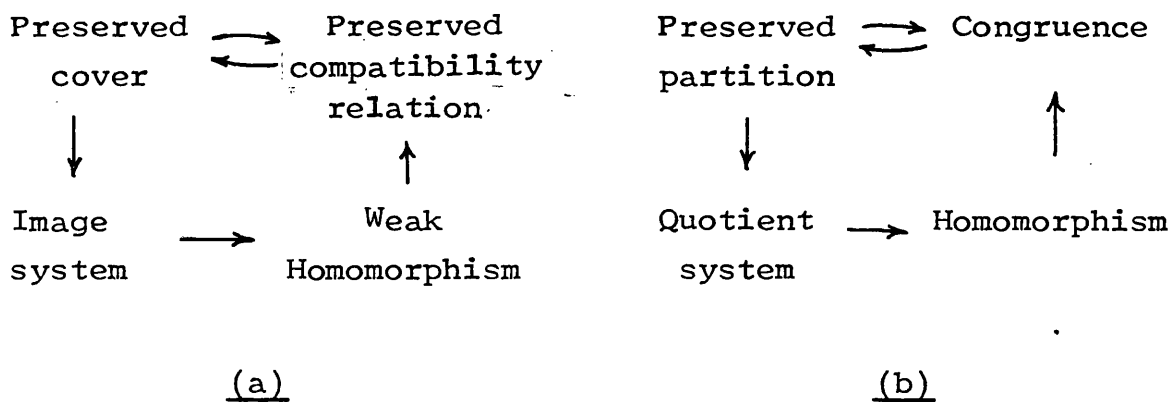 Preserved
cover
Preserved
compatibility
relation
Image
system
Weak
Homomorphism
(a)
Preserved
partition
Congruence
Quotient
system
Homomorphism
(b)